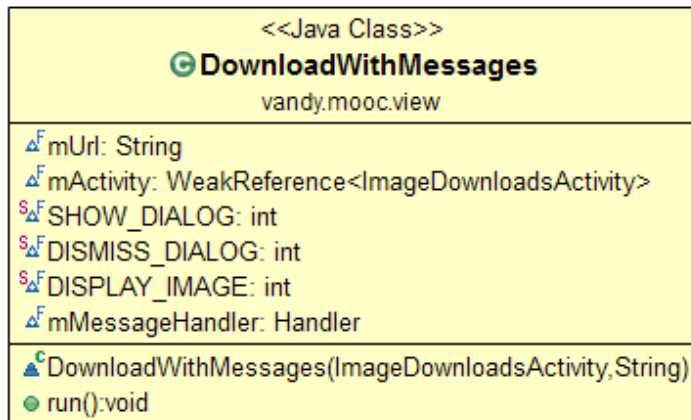 <<Java Class>>
C DownloadWithMessages
vandy.mooc.view
F mUrl: String
F mActivity: WeakReference<ImageDownloadsActivity>
S F SHOW_DIALOG: int
S F DISMISS_DIALOG: int
S F DISPLAY_IMAGE: int
F mMessageHandler: Handler
C DownloadWithMessages(ImageDownloadsActivity,String)
run():void